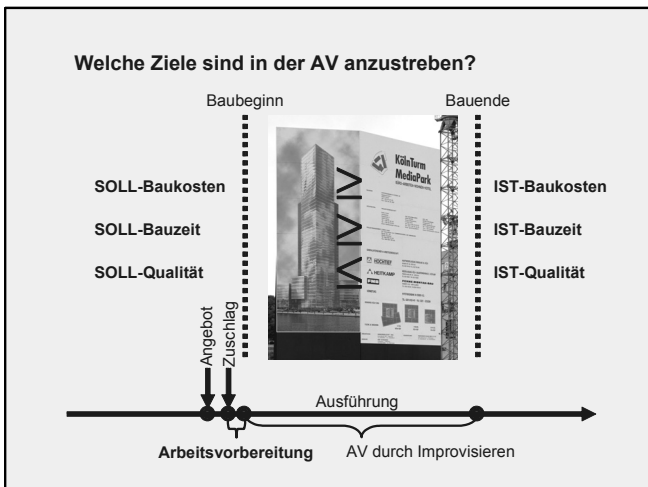 Welche Ziele sind in der AV anzustreben?
Baubeginn
Bauende
KölnTurm
MediaPark
SOLL-Baukosten
≥
IST-Baukosten
SOLL-Bauzeit
≥
IST-Bauzeit
SOLL-Qualität
≤
IST-Qualität
HOCHTIEF
HEITKAMP
Angebot
Zuschlag
Ausführung
Arbeitsvorbereitung
AV durch Improvisieren